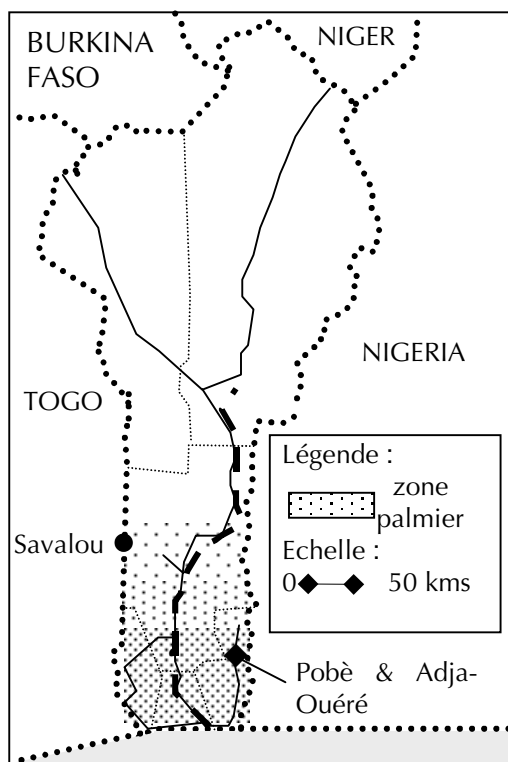 BURKINA
FASO
NIGER
NIGERIA
TOGO
Légende :
zone
palmier
Echelle :
0 50 kms
Savalou
Pobè & Adja-
Ouéré